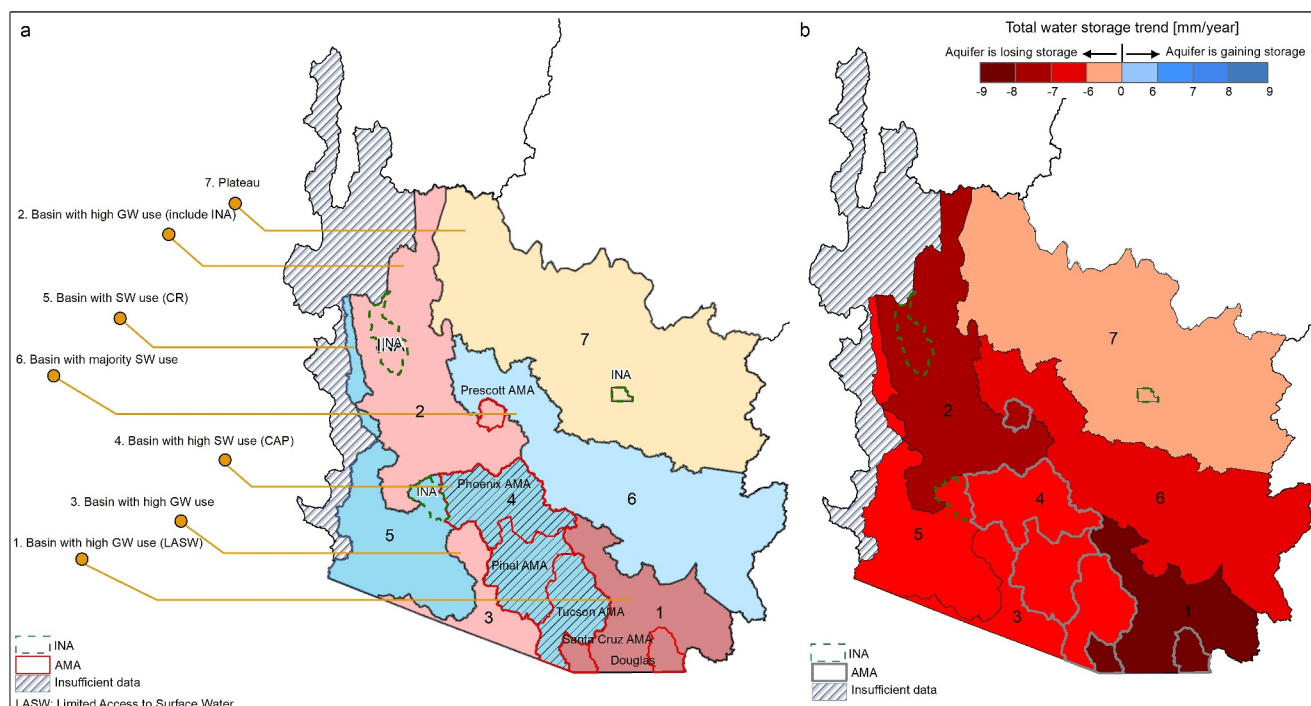 a
7. Plateau
2. Basin with high GW use (include INA)
5. Basin with SW use (CR)
6. Basin with majority SW use
4. Basin with high SW use (CAP)
3. Basin with high GW use
1. Basin with high GW use (LASW)
INA
7
INA
Prescott AMA
2
INA
Phoenix AMA
4
6
5
Pinal AMA
Tucson AMA
1
3
Santa Cruz AMA
Douglas
INA
AMA
Insufficient data
LASW: Limited Access to Surface Water
b
Total water storage trend [mm/year]
Aquifer is losing storage
Aquifer is gaining storage
-9 -8 -7 -6 0 6 7 8 9
7
2
4
6
5
3
1
INA
AMA
Insufficient data